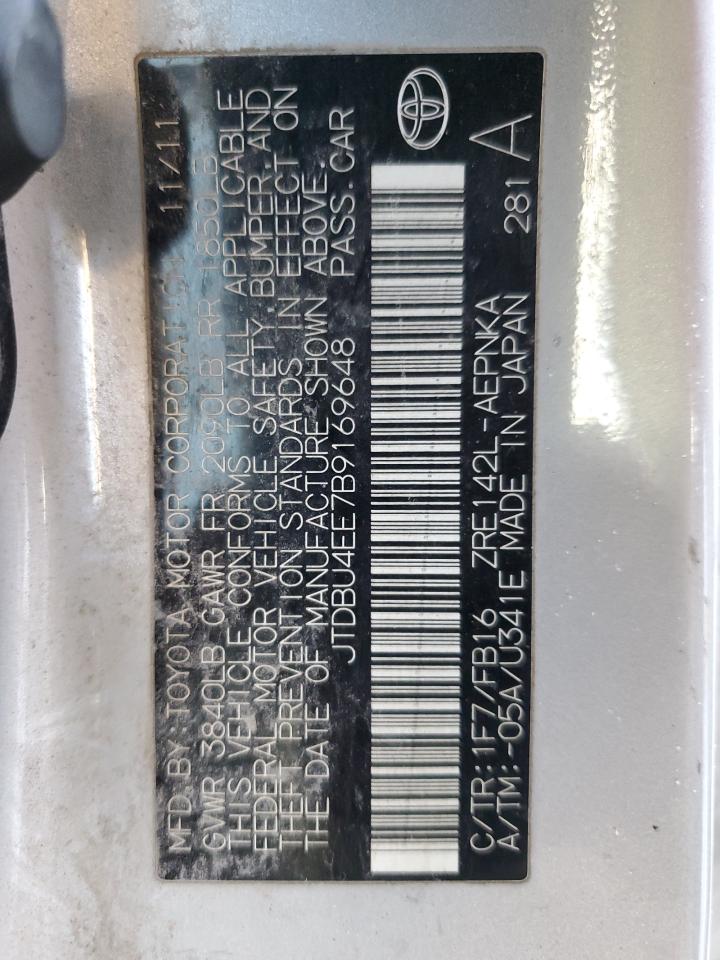 MFD BY: TOYOTA MOTOR CORPORATION 11/11
GVWR 3840LB GAWR FR 2090LB RR 1850LB
THIS VEHICLE CONFORMS TO ALL APPLICABLE
FEDERAL MOTOR VEHICLE SAFETY, BUMPER, AND
THEFT PREVENTION STANDARDS IN EFFECT ON
THE DATE OF MANUFACTURE SHOWN ABOVE.
JTDBU4EE7B9169648 PASS.CAR
C/TR: 1F7/FB16 ZRE142L-AEPNKA 281 A
A/TM:-05A/U341E MADE IN JAPAN